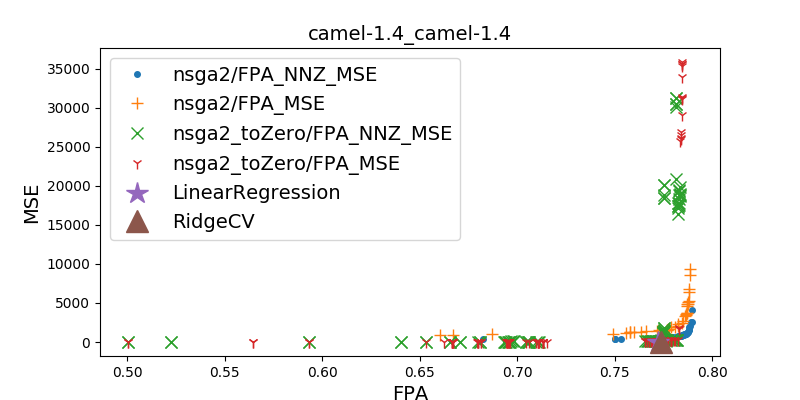 camel-1.4_camel-1.4
MSE
35000
30000
25000
20000
15000
10000
5000
0
nsga2/FPA_NNZ_MSE
nsga2/FPA_MSE
nsga2_toZero/FPA_NNZ_MSE
nsga2_toZero/FPA_MSE
LinearRegression
RidgeCV
0.50 0.55 0.60 0.65 0.70 0.75 0.80
FPA